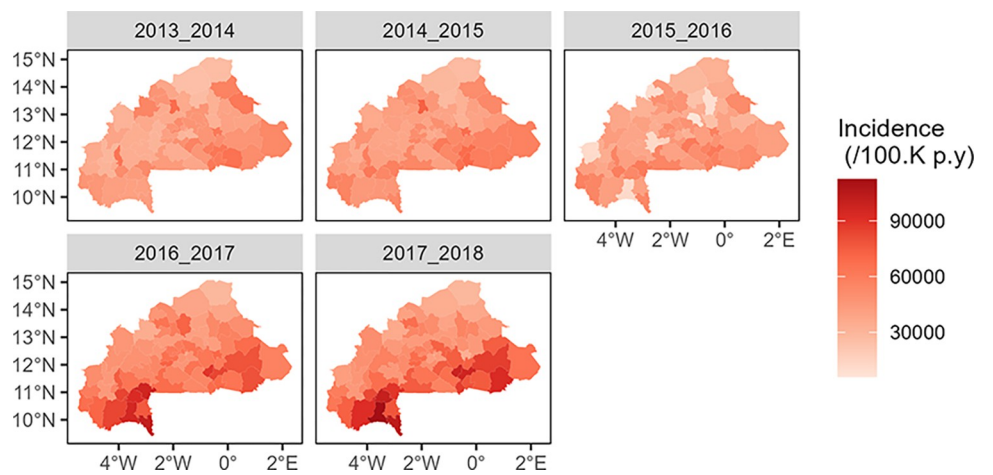 2013_2014
2014_2015
2015_2016
15°N
14°N
13°N
12°N
11°N
10°N
4°W 2°W 0° 2°E
2016_2017
2017_2018
15°N
14°N
13°N
12°N
11°N
10°N
4°W 2°W 0° 2°E
4°W 2°W 0° 2°E
Incidence
(/100.K p.y)
90000
60000
30000